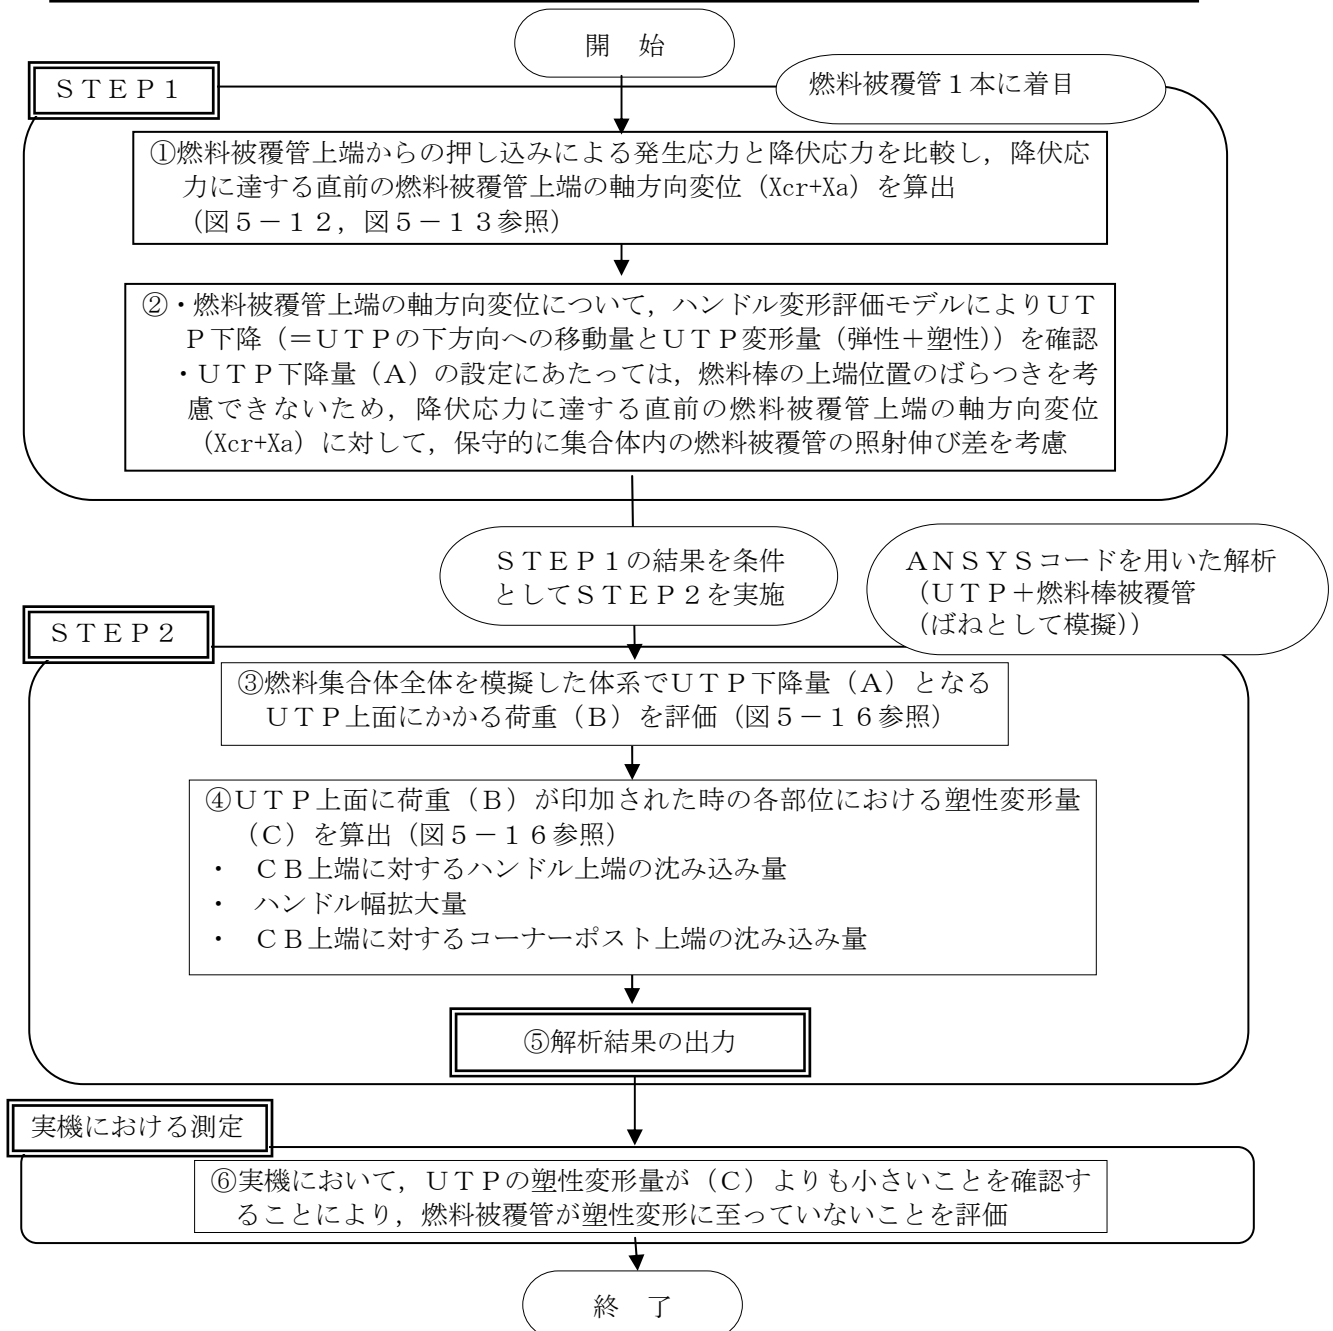 開　始
ＳＴＥＰ１
燃料被覆管１本に着目
①燃料被覆管上端からの押し込みによる発生応力と降伏応力を比較し，降伏応
力に達する直前の燃料被覆管上端の軸方向変位（Xcr+Xa）を算出
（図５－１２，図５－１３参照）
②・燃料被覆管上端の軸方向変位について，ハンドル変形評価モデルによりＵＴ
Ｐ下降（＝ＵＴＰの下方向への移動量とＵＴＰ変形量（弾性＋塑性））を確認
・ＵＴＰ下降量（Ａ）の設定にあたっては，燃料棒の上端位置のばらつきを考
慮できないため，降伏応力に達する直前の燃料被覆管上端の軸方向変位
（Xcr+Xa）に対して，保守的に集合体内の燃料被覆管の照射伸び差を考慮
ＳＴＥＰ１の結果を条件
としてＳＴＥＰ２を実施
ＡＮＳＹＳコードを用いた解析
（ＵＴＰ＋燃料棒被覆管
（ばねとして模擬））
ＳＴＥＰ２
③燃料集合体全体を模擬した体系でＵＴＰ下降量（Ａ）となる
ＵＴＰ上面にかかる荷重（Ｂ）を評価（図５－１６参照）
④ＵＴＰ上面に荷重（Ｂ）が印加された時の各部位における塑性変形量
（Ｃ）を算出（図５－１６参照）
・　ＣＢ上端に対するハンドル上端の沈み込み量
・　ハンドル幅拡大量
・　ＣＢ上端に対するコーナーポスト上端の沈み込み量
⑤解析結果の出力
実機における測定
⑥実機において，ＵＴＰの塑性変形量が（Ｃ）よりも小さいことを確認す
ることにより，燃料被覆管が塑性変形に至っていないことを評価
終　了